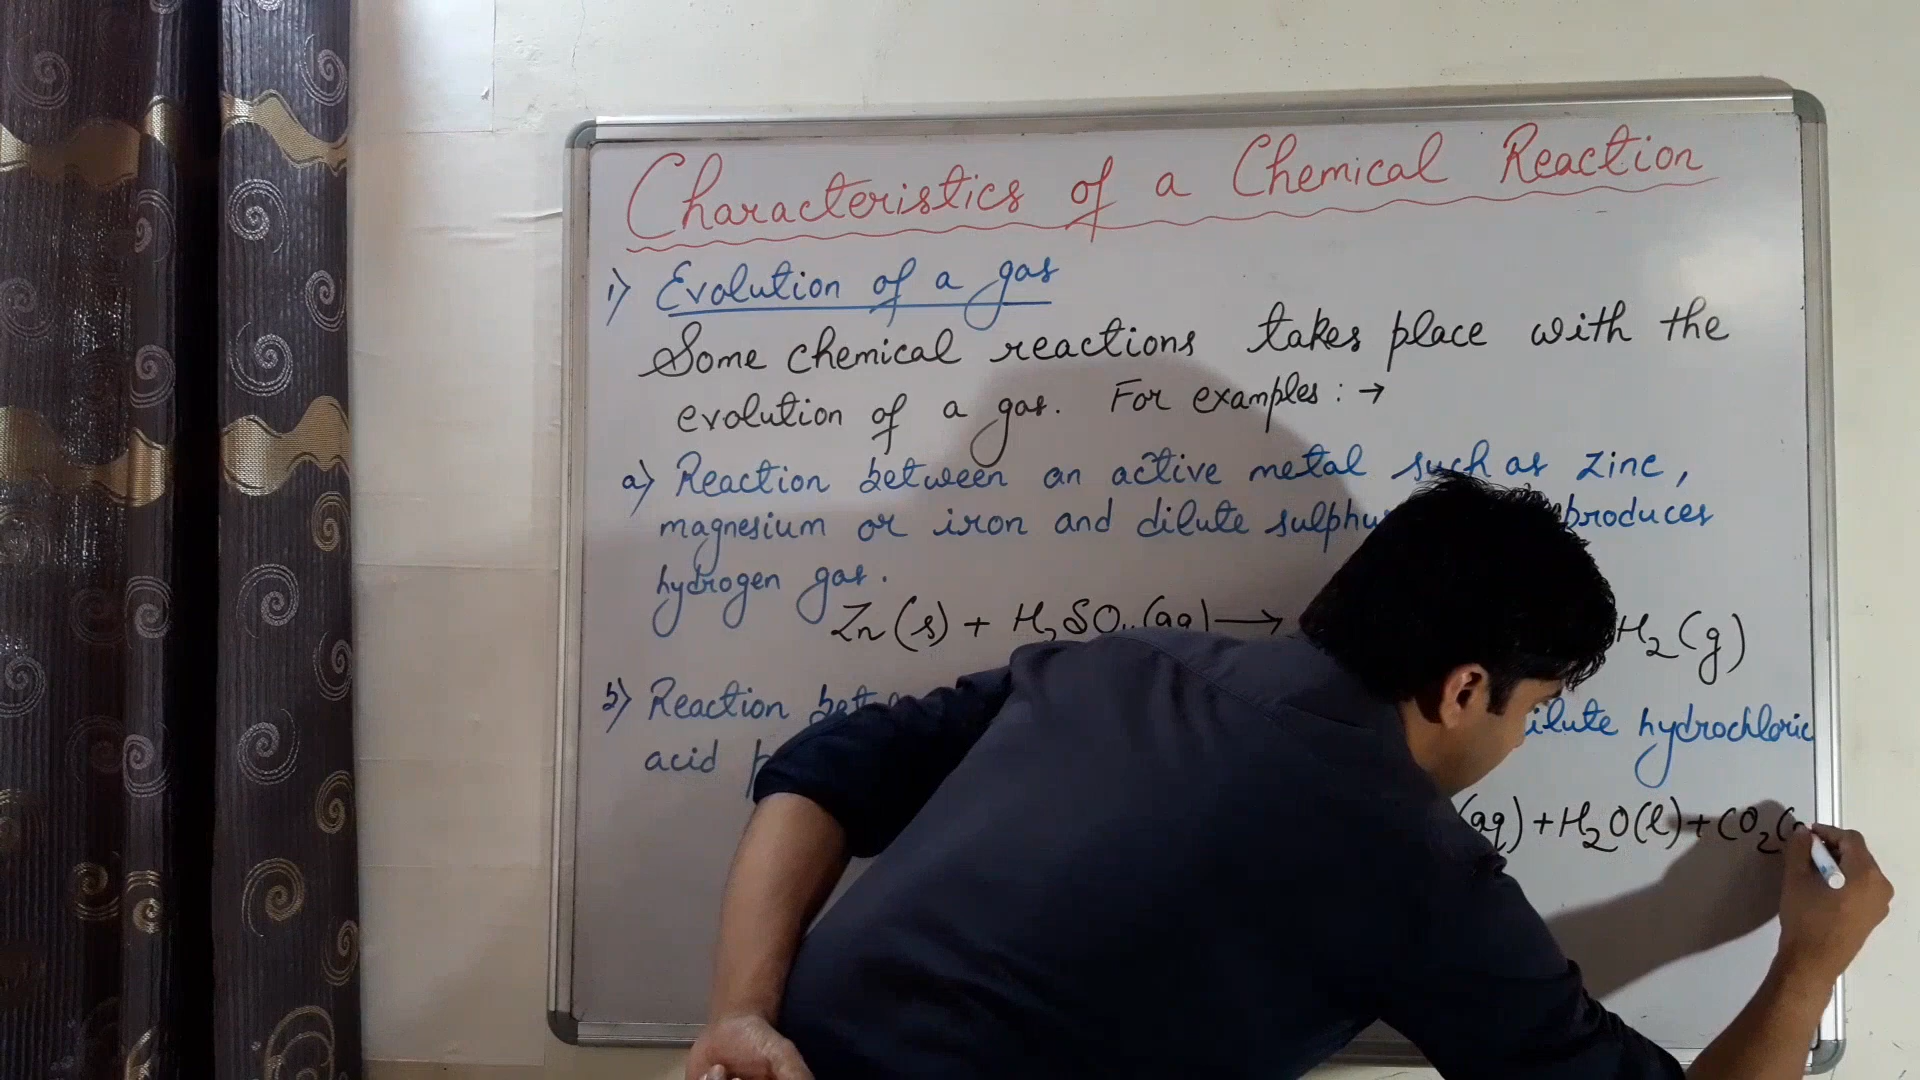 Characteristics of a Chemical Reaction
1) Evolution of a gas
Some chemical reactions takes place with the
evolution of a gas. For examples : →
a) Reaction between an active metal such as zinc,
magnesium or iron and dilute produces
hydrogen gas.
Zn (s) + H2SO4 (aq) → H2 (g)
b) Reaction hydrochloric
acid
(aq) + H2O(l) + CO2